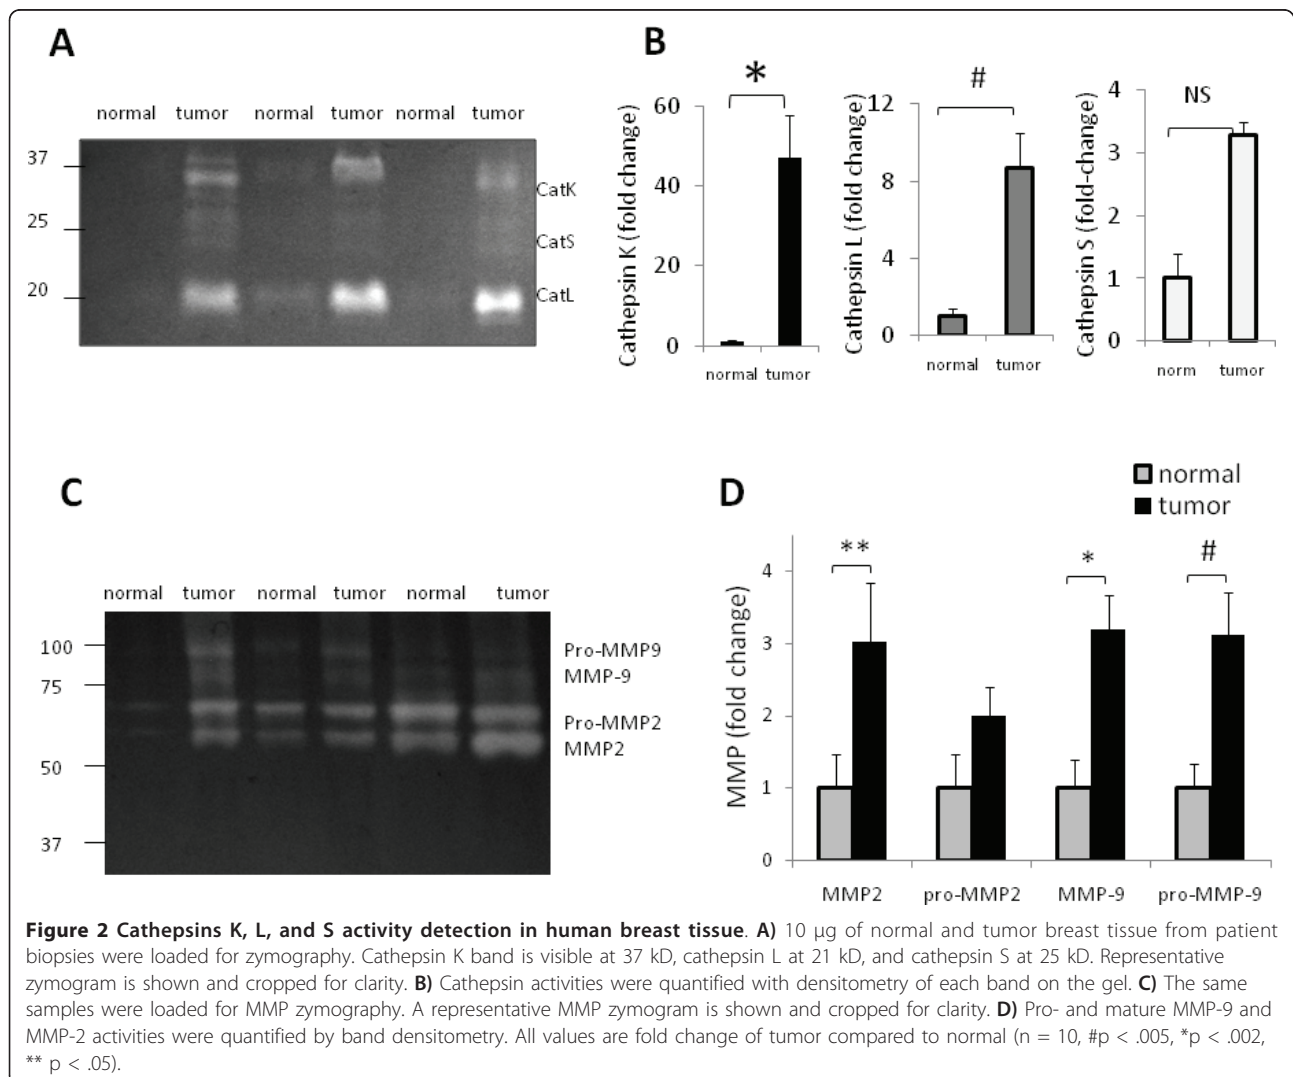 A
normal tumor normal tumor normal tumor
37
25
20
CatK
CatS
CatL
B
Cathepsin K (fold change)
60
40
20
0
*
normal tumor
Cathepsin L (fold change)
12
8
4
0
#
normal tumor
Cathepsin S (fold-change)
4
3
2
1
0
NS
norm tumor
C
normal tumor normal tumor normal tumor
100
75
50
37
Pro-MMP9
MMP-9
Pro-MMP2
MMP2
D
normal
tumor
MMP (fold change)
4
3
2
1
0
** * #
MMP2 pro-MMP2 MMP-9 pro-MMP-9
Figure 2 Cathepsins K, L, and S activity detection in human breast tissue. A) 10 μg of normal and tumor breast tissue from patient
biopsies were loaded for zymography. Cathepsin K band is visible at 37 kD, cathepsin L at 21 kD, and cathepsin S at 25 kD. Representative
zymogram is shown and cropped for clarity. B) Cathepsin activities were quantified with densitometry of each band on the gel. C) The same
samples were loaded for MMP zymography. A representative MMP zymogram is shown and cropped for clarity. D) Pro- and mature MMP-9 and
MMP-2 activities were quantified by band densitometry. All values are fold change of tumor compared to normal (n = 10, #p < .005, *p < .002,
** p < .05).